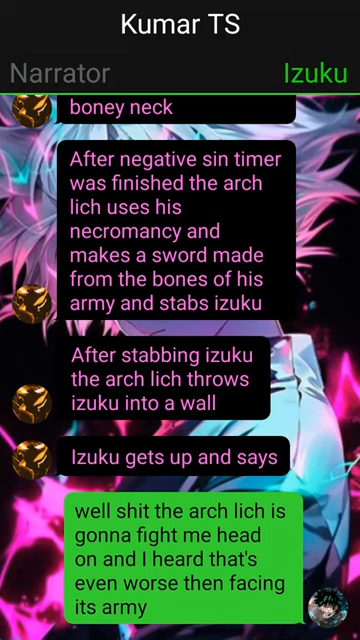 Kumar TS
Narrator
Izuku
boney neck
After negative sin timer
was finished the arch
lich uses his
necromancy and
makes a sword made
from the bones of his
army and stabs izuku
After stabbing izuku
the arch lich throws
izuku into a wall
Izuku gets up and says
well shit the arch lich is
gonna fight me head
on and I heard that's
even worse then facing
its army